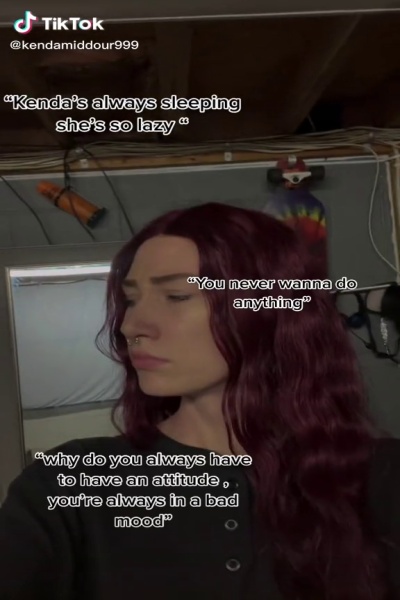 TikTok
@kendamiddour999
“Kenda’s always sleeping
she’s so lazy “
“You never wanna do
anything”
“why do you always have
to have an attitude ,
you’re always in a bad
mood”